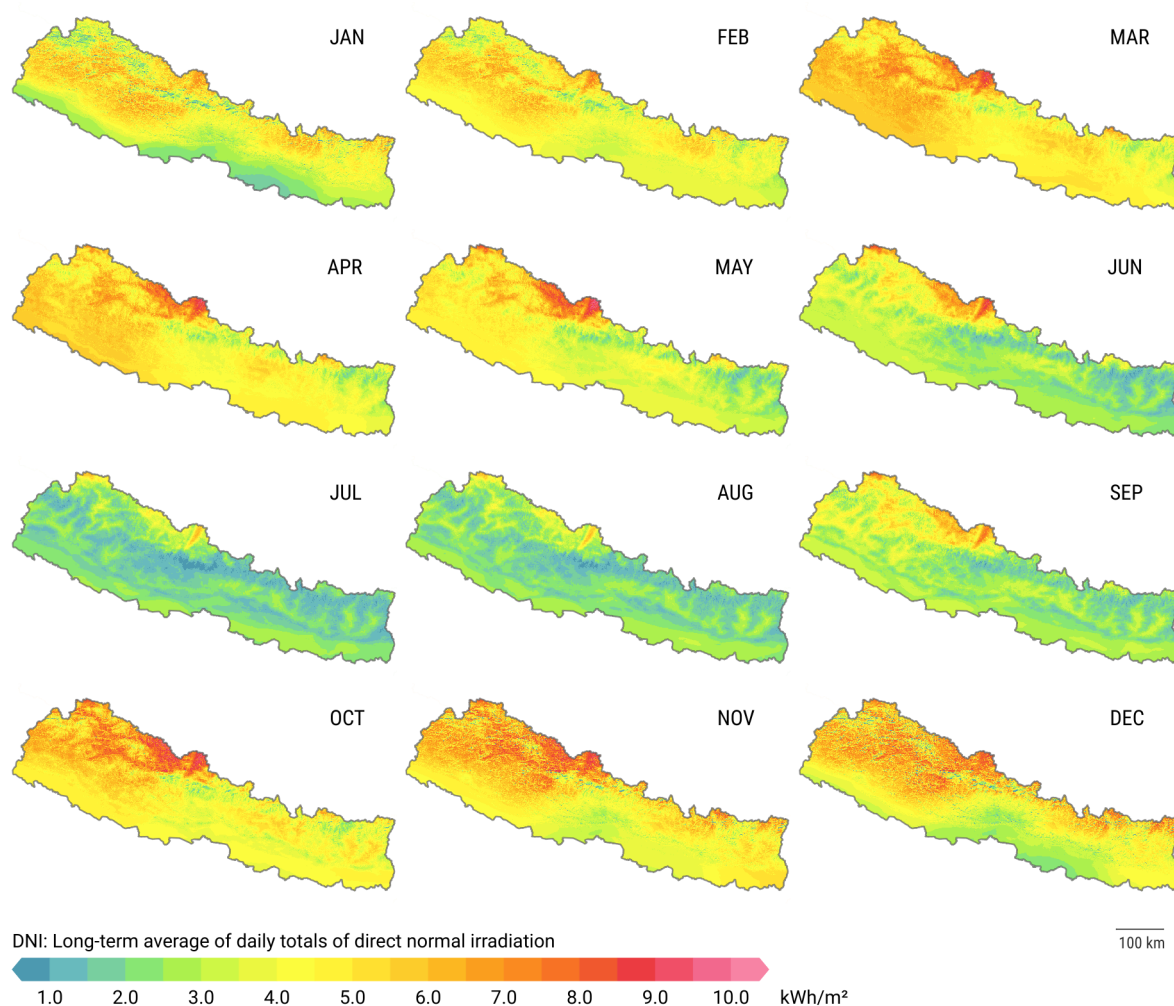 JAN FEB MAR
APR MAY JUN
JUL AUG SEP
OCT NOV DEC
DNI: Long-term average of daily totals of direct normal irradiation
100 km
1.0 2.0 3.0 4.0 5.0 6.0 7.0 8.0 9.0 10.0 kWh/m²